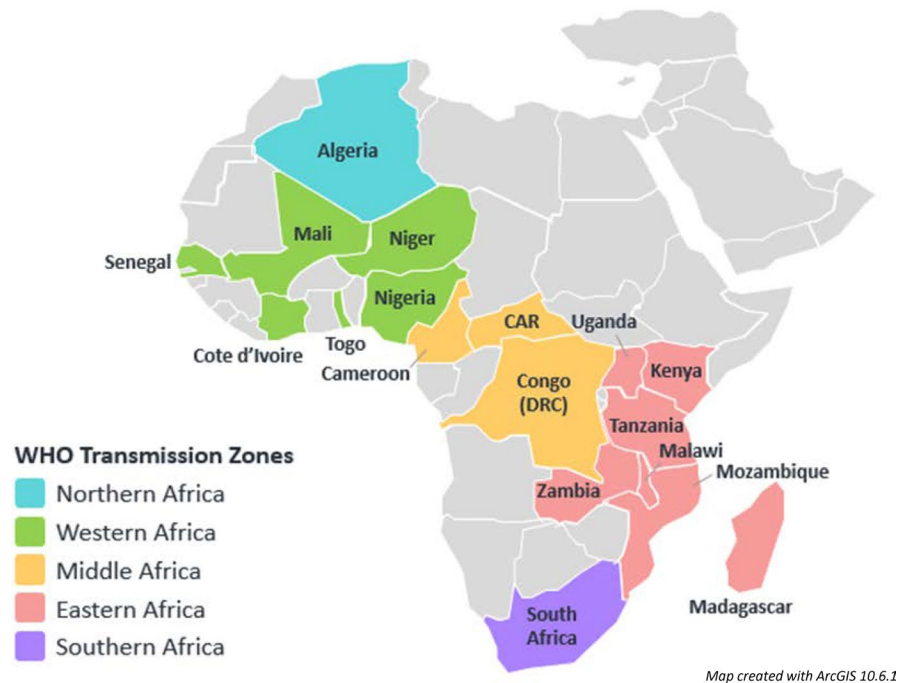 Algeria
Mali
Niger
Senegal
Nigeria
CAR
Uganda
Togo
Cote d'Ivoire
Cameroon
Kenya
Congo
(DRC)
Tanzania
Malawi
Mozambique
Zambia
WHO Transmission Zones
Northern Africa
Western Africa
Middle Africa
Eastern Africa
Southern Africa
Madagascar
South
Africa
Map created with ArcGIS 10.6.1